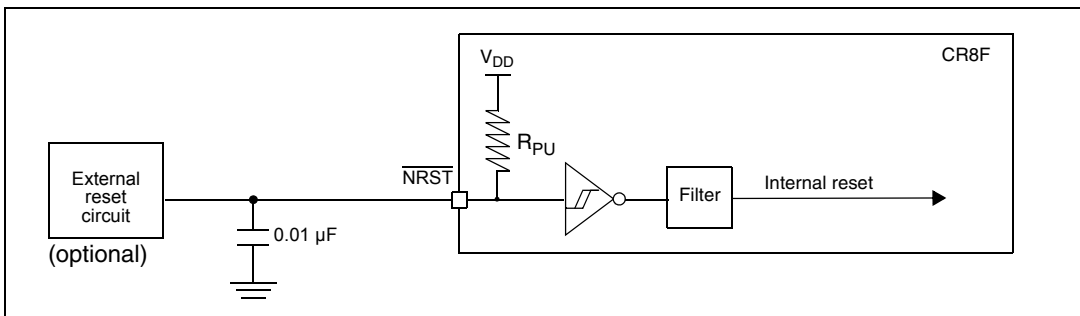 CR8F
VDD
RPU
NRST
External
reset
circuit
(optional)
0.01 µF
Filter
Internal reset